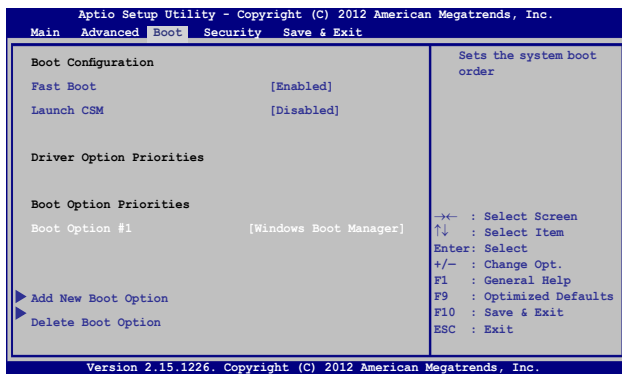 Aptio Setup Utility - Copyright (C) 2012 American Megatrends, Inc.
Main Advanced Boot Security Save & Exit
Boot Configuration
Fast Boot [Enabled]
Launch CSM [Disabled]
Driver Option Priorities
Boot Option Priorities
Boot Option #1 [Windows Boot Manager]
Add New Boot Option
Delete Boot Option
Sets the system boot
order
→← : Select Screen
↑↓ : Select Item
Enter: Select
+/— : Change Opt.
F1 : General Help
F9 : Optimized Defaults
F10 : Save & Exit
ESC : Exit
Version 2.15.1226. Copyright (C) 2012 American Megatrends, Inc.